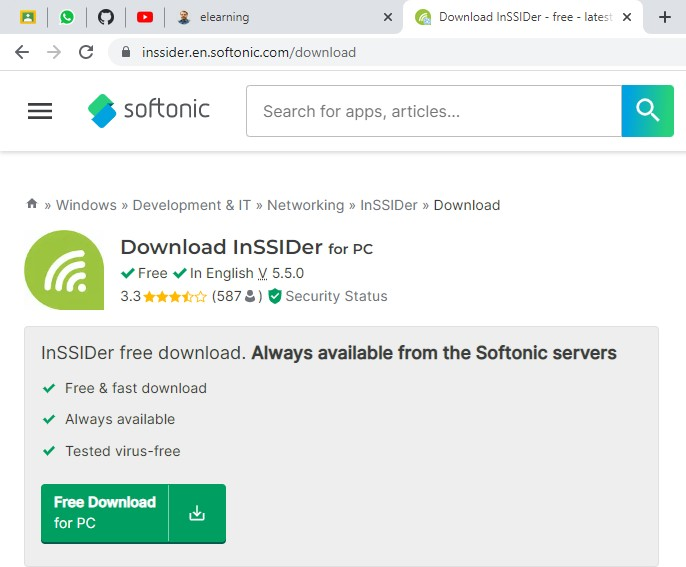 elearning
Download InSSIDer - free - latest
inssider.en.softonic.com/download
softonic
Search for apps, articles...
» Windows » Development & IT » Networking » InSSIDer » Download
Download InSSIDer for PC
Free In English V 5.5.0
3.3 (587 ) Security Status
InSSIDer free download. Always available from the Softonic servers
Free & fast download
Always available
Tested virus-free
Free Download
for PC